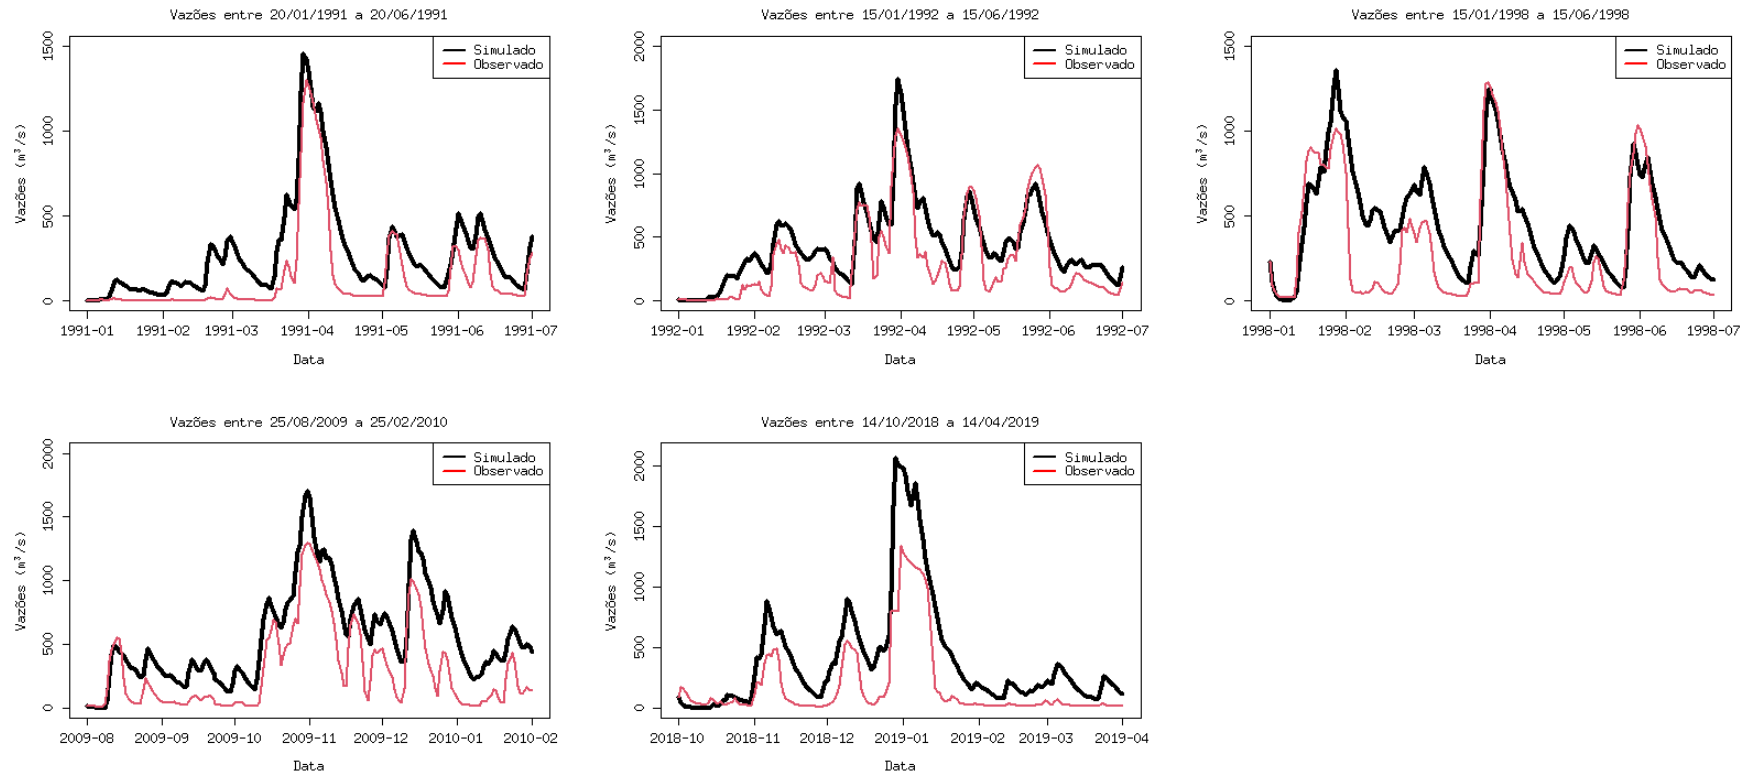 Vazões entre 20/01/1991 a 20/06/1991
Simulado
Observado
Vazões (m³/s)
1500
1000
500
0
1991-01 1991-02 1991-03 1991-04 1991-05 1991-06 1991-07
Data
Vazões entre 15/01/1992 a 15/06/1992
Simulado
Observado
Vazões (m³/s)
2000
1500
1000
500
0
1992-01 1992-02 1992-03 1992-04 1992-05 1992-06 1992-07
Data
Vazões entre 15/01/1998 a 15/06/1998
Simulado
Observado
Vazões (m³/s)
1500
1000
500
0
1998-01 1998-02 1998-03 1998-04 1998-05 1998-06 1998-07
Data
Vazões entre 25/08/2009 a 25/02/2010
Simulado
Observado
Vazões (m³/s)
2000
1500
1000
500
0
2009-08 2009-09 2009-10 2009-11 2009-12 2010-01 2010-02
Data
Vazões entre 14/10/2018 a 14/04/2019
Simulado
Observado
Vazões (m³/s)
2000
1500
1000
500
0
2018-10 2018-11 2018-12 2019-01 2019-02 2019-03 2019-04
Data